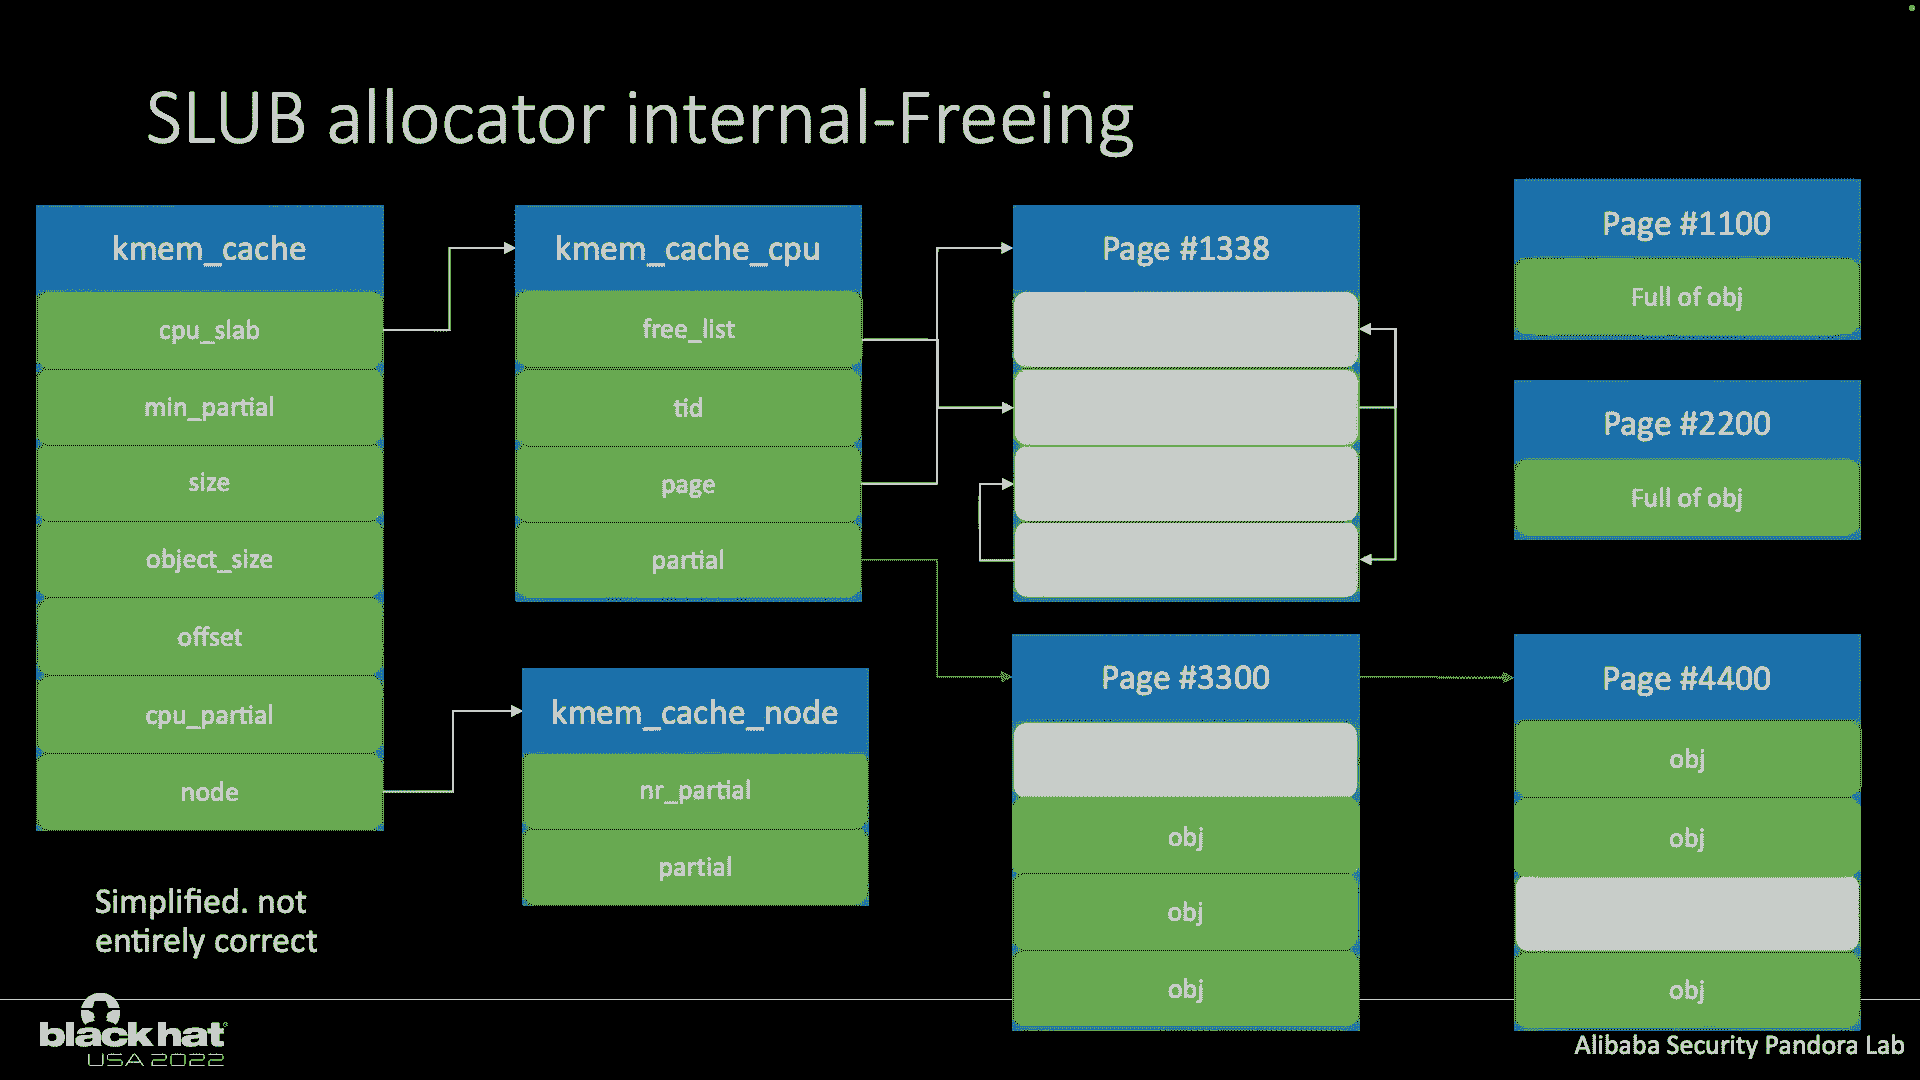 SLUB allocator internal-Freeing
kmem_cache
cpu_slab
min_partial
size
object_size
offset
cpu_partial
node
kmem_cache_cpu
free_list
tid
page
partial
kmem_cache_node
nr_partial
partial
Page #1338
Page #3300
obj
obj
obj
Page #1100
Full of obj
Page #2200
Full of obj
Page #4400
obj
obj
obj
Simplified. not
entirely correct
black hat
USA 2022
Alibaba Security Pandora Lab